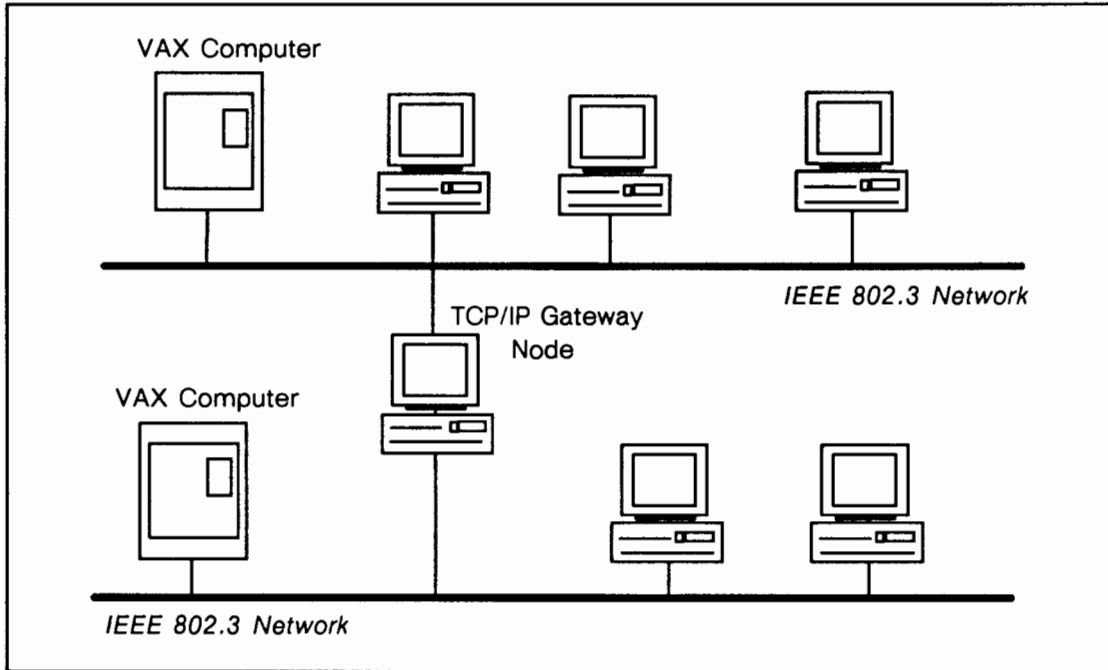 VAX Computer
IEEE 802.3 Network
TCP/IP Gateway
Node
VAX Computer
IEEE 802.3 Network